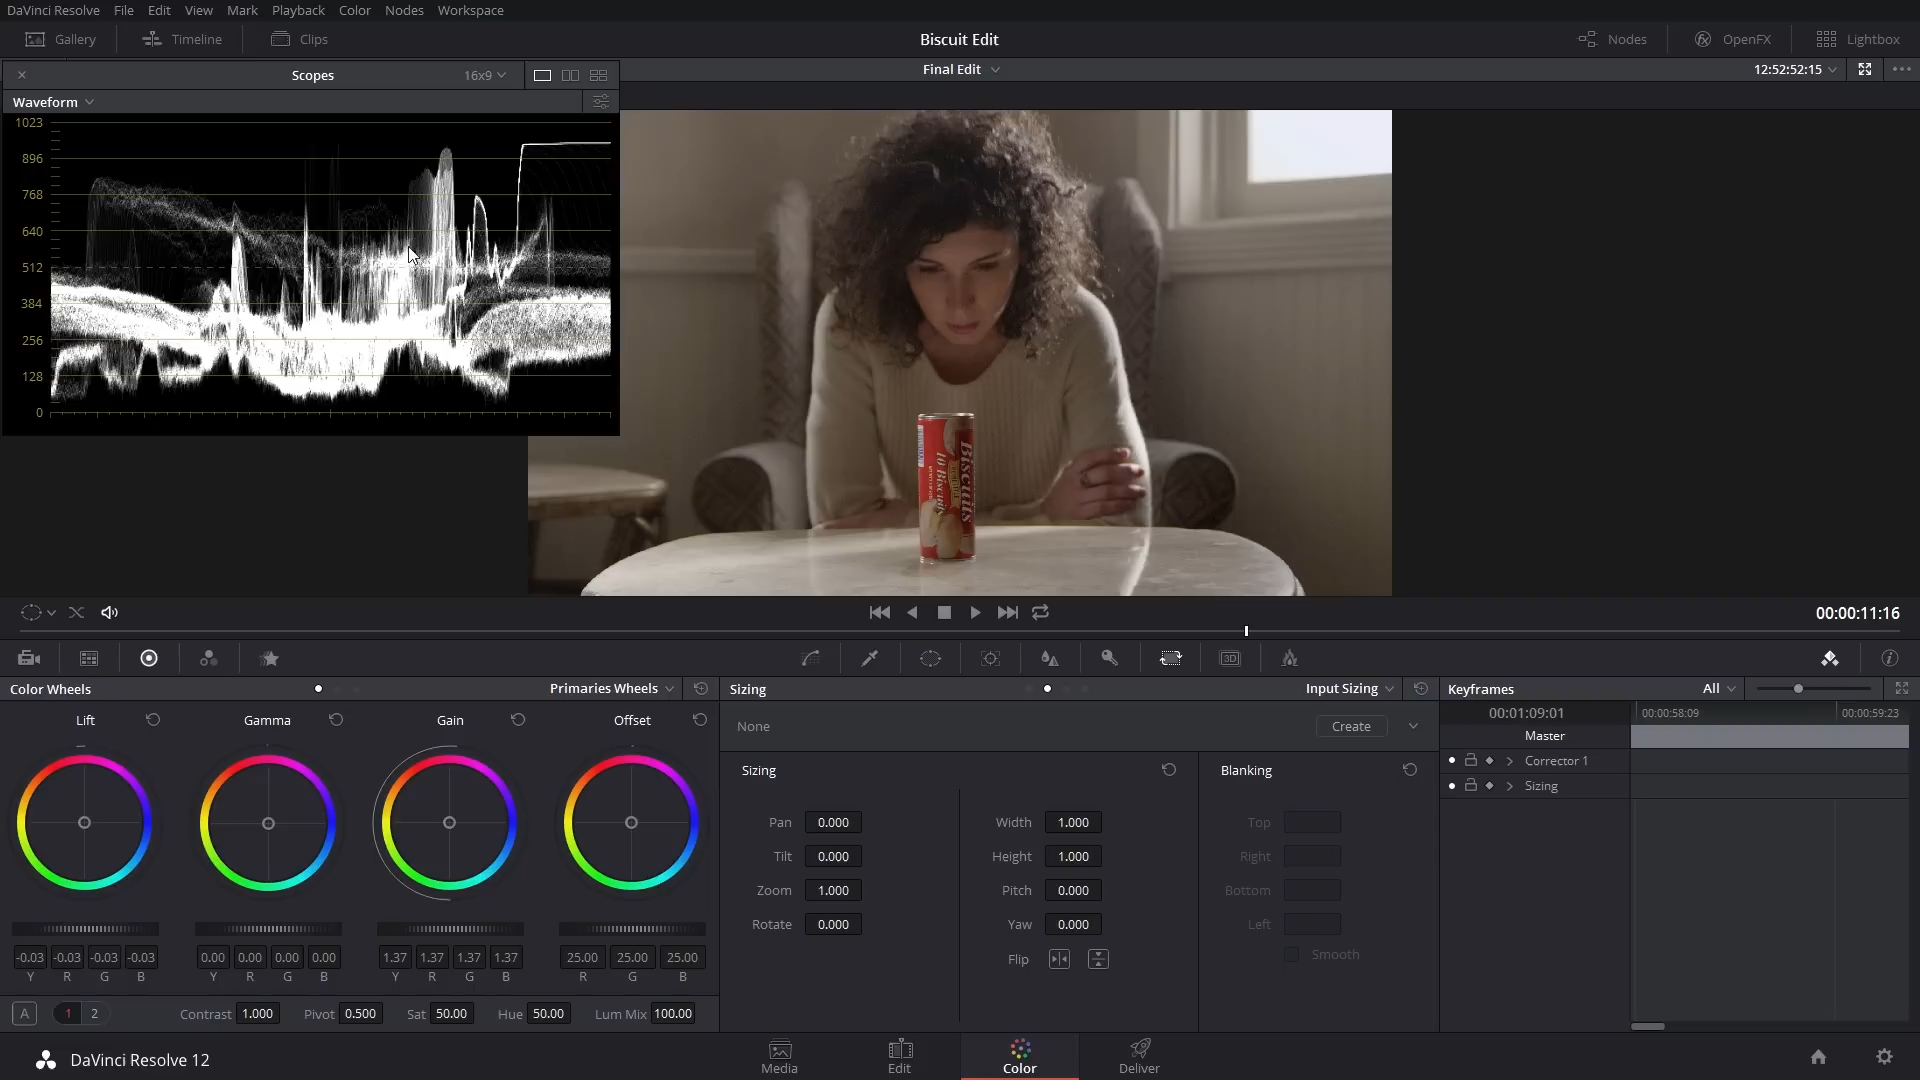 DaVinci Resolve File Edit View Mark Playback Color Nodes Workspace
Gallery Timeline Clips Biscuit Edit Nodes OpenFX Lightbox
Scopes 16x9 Final Edit 12:52:52:15
Waveform
1023
896
768
640
512
384
256
128
0
Biscuits
10 Biscuits
00:00:11:16
3D
Color Wheels Primaries Wheels Sizing Input Sizing Keyframes All
Lift Gamma Gain Offset None Create 00:01:09:01 00:00:58:09 00:00:59:23
Master
Sizing Blanking Corrector 1
Sizing
Pan 0.000 Width 1.000 Top
Tilt 0.000 Height 1.000 Right
Zoom 1.000 Pitch 0.000 Bottom
Rotate 0.000 Yaw 0.000 Left
Flip Smooth
-0.03 -0.03 -0.03 -0.03 0.00 0.00 0.00 0.00 1.37 1.37 1.37 1.37 25.00 25.00 25.00
Y R G B Y R G B Y R G B R G B
A 1 2 Contrast 1.000 Pivot 0.500 Sat 50.00 Hue 50.00 Lum Mix 100.00
DaVinci Resolve 12 Media Edit Color Deliver